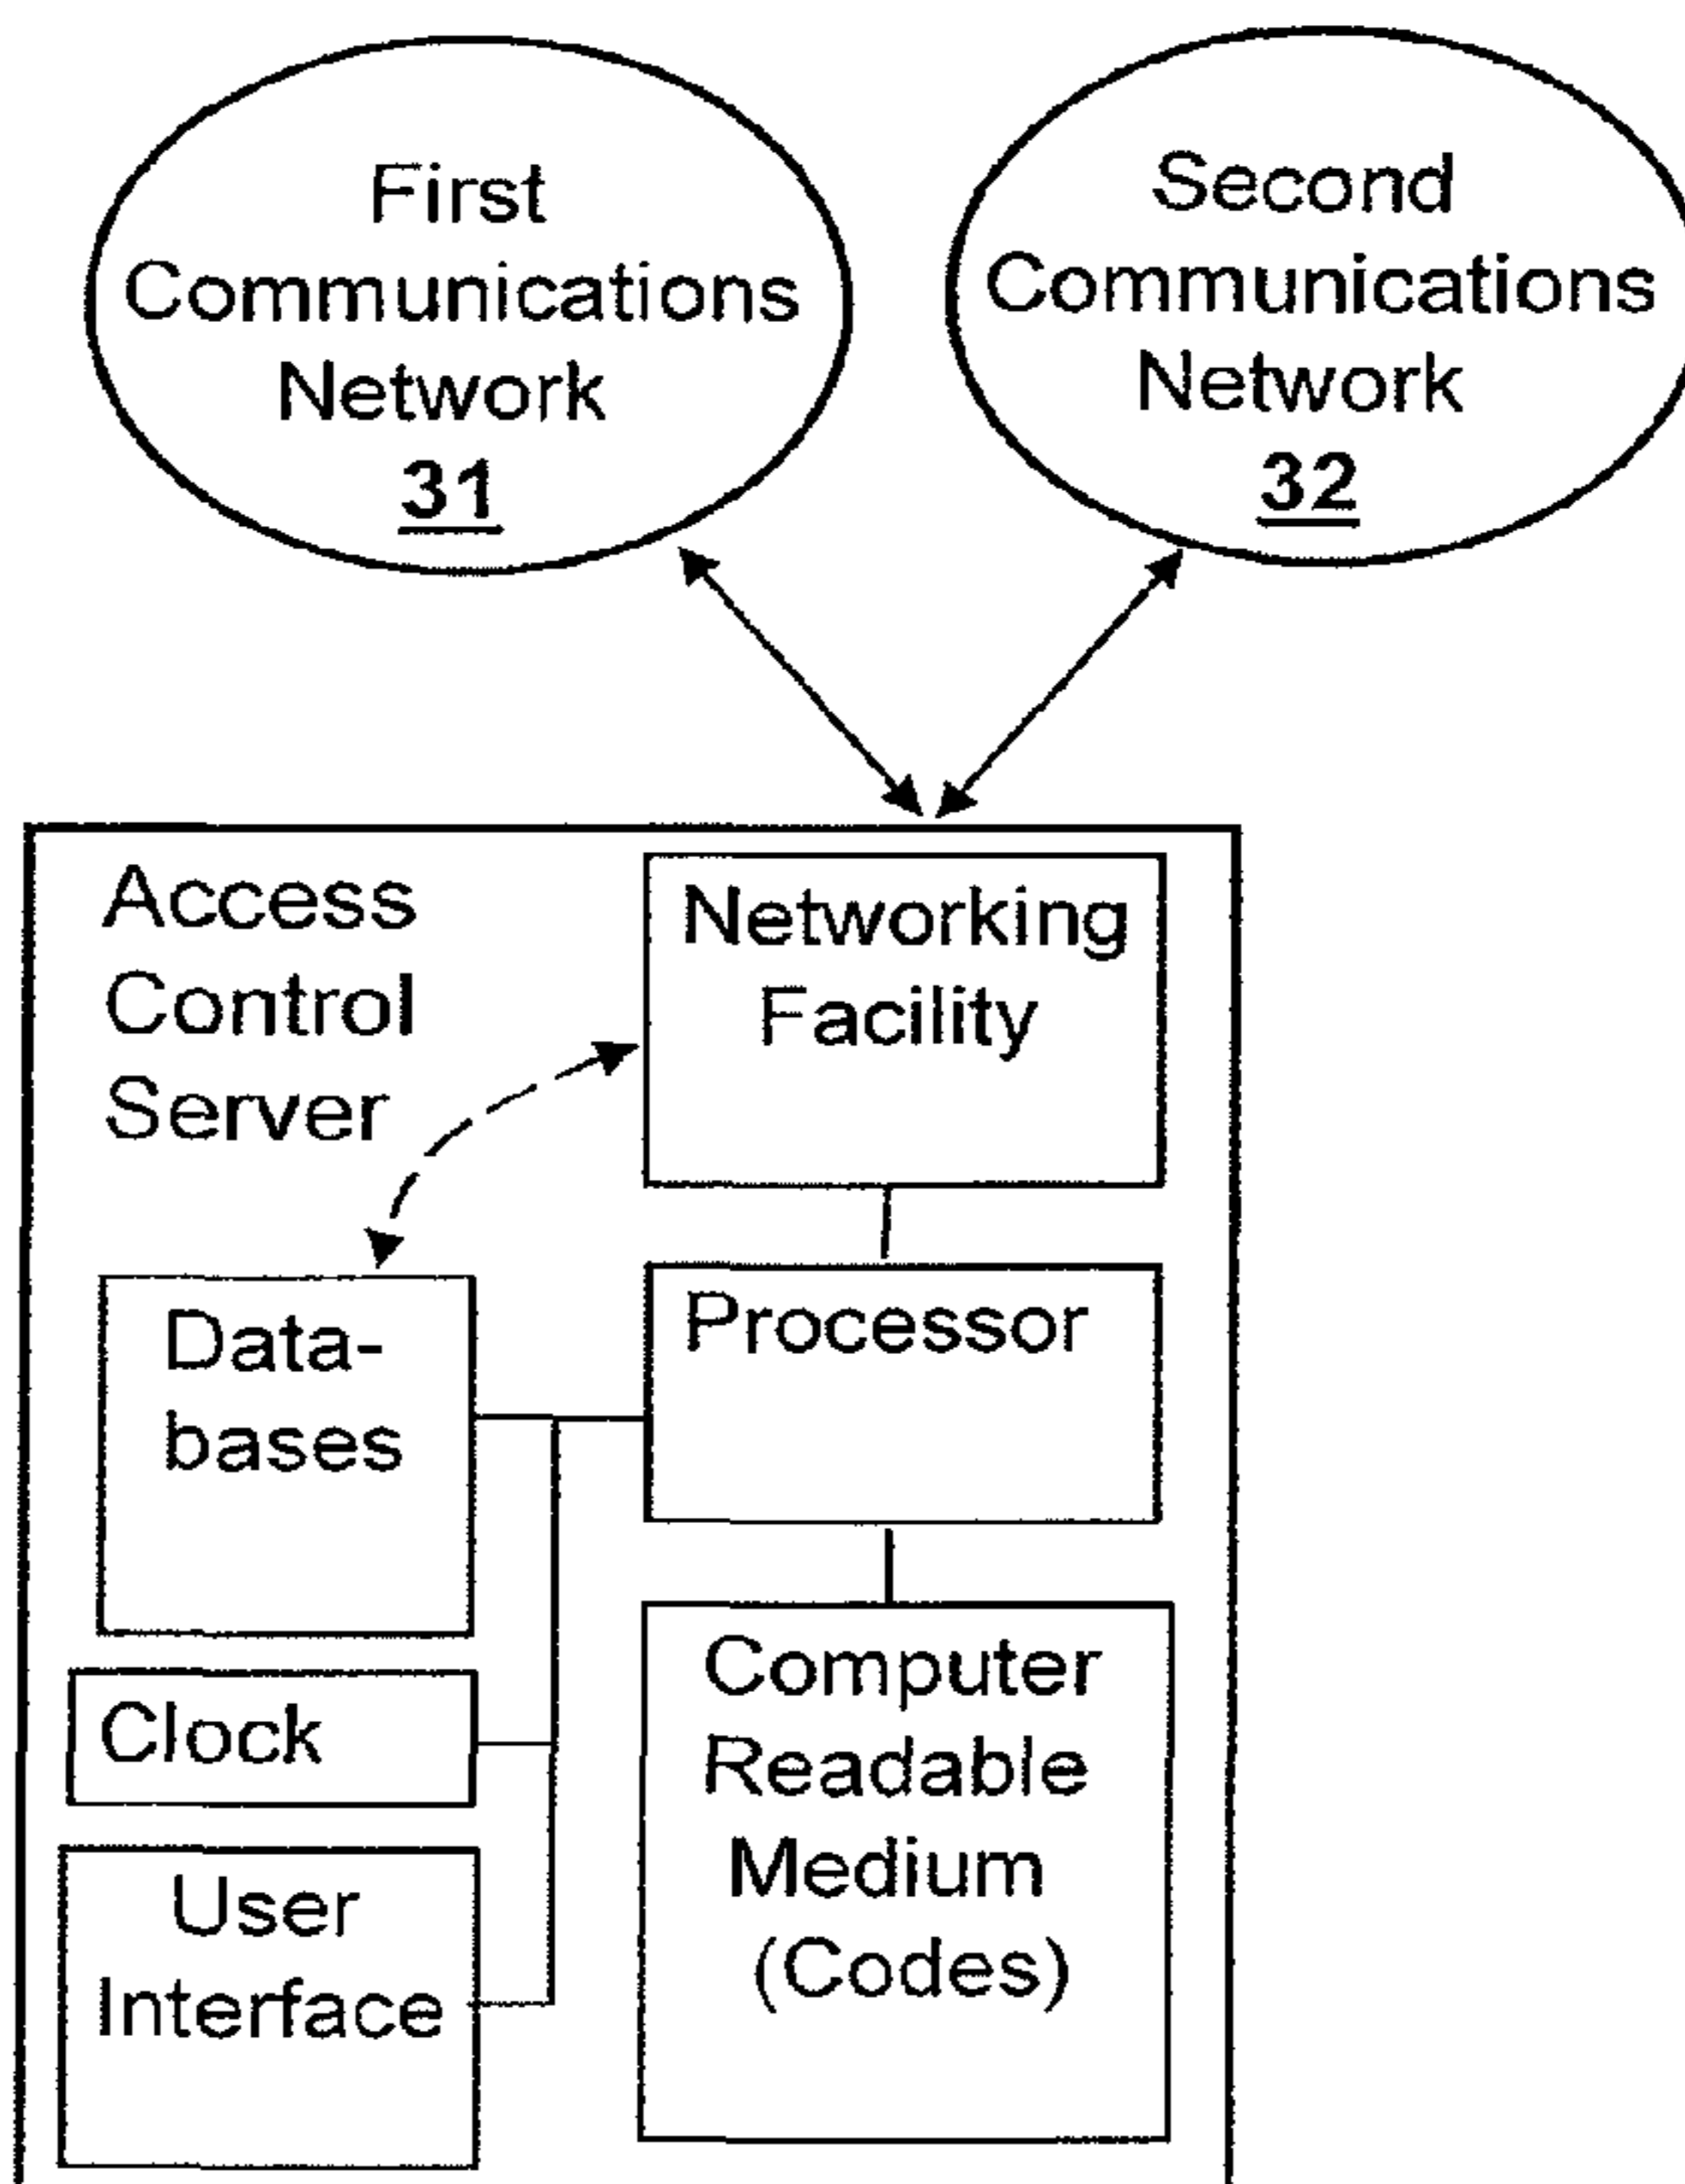 First
Communications
Network
31
Second
Communications
Network
32
Access
Control
Server
Networking
Facility
Data-
bases
Processor
Clock
Computer
Readable
Medium
(Codes)
User
Interface